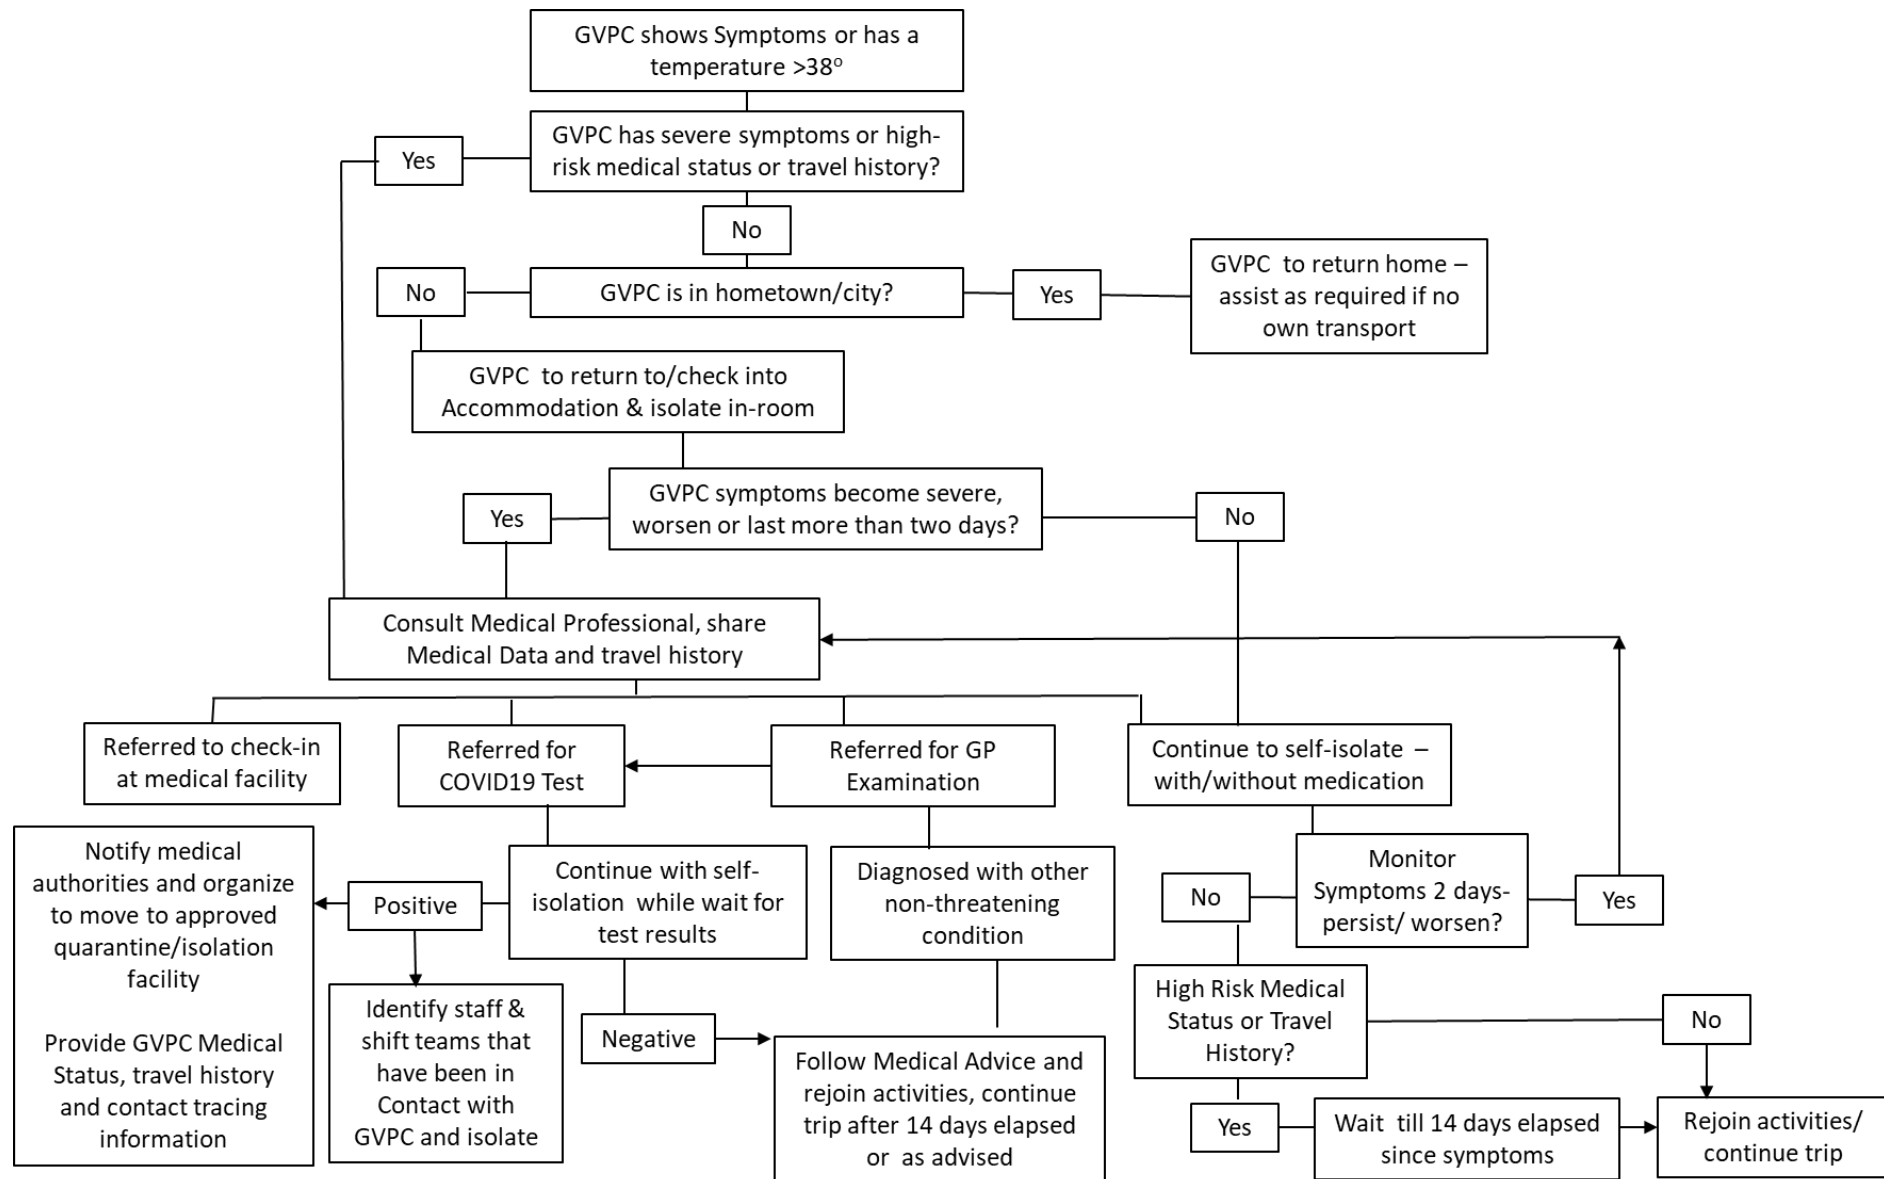 GVPC shows Symptoms or has a
temperature >38°
GVPC has severe symptoms or high-
risk medical status or travel history?
Yes
No
GVPC is in hometown/city?
No
Yes
GVPC to return home –
assist as required if no
own transport
GVPC to return to/check into
Accommodation & isolate in-room
GVPC symptoms become severe,
worsen or last more than two days?
Yes
No
Consult Medical Professional, share
Medical Data and travel history
Referred to check-in
at medical facility
Referred for
COVID19 Test
Referred for GP
Examination
Continue to self-isolate –
with/without medication
Notify medical
authorities and organize
to move to approved
quarantine/isolation
facility
Provide GVPC Medical
Status, travel history
and contact tracing
information
Positive
Continue with self-
isolation while wait for
test results
Diagnosed with other
non-threatening
condition
No
Monitor
Symptoms 2 days-
persist/ worsen?
Yes
Identify staff &
shift teams that
have been in
Contact with
GVPC and isolate
Negative
Follow Medical Advice and
rejoin activities, continue
trip after 14 days elapsed
or as advised
High Risk Medical
Status or Travel
History?
No
Yes
Wait till 14 days elapsed
since symptoms
Rejoin activities/
continue trip